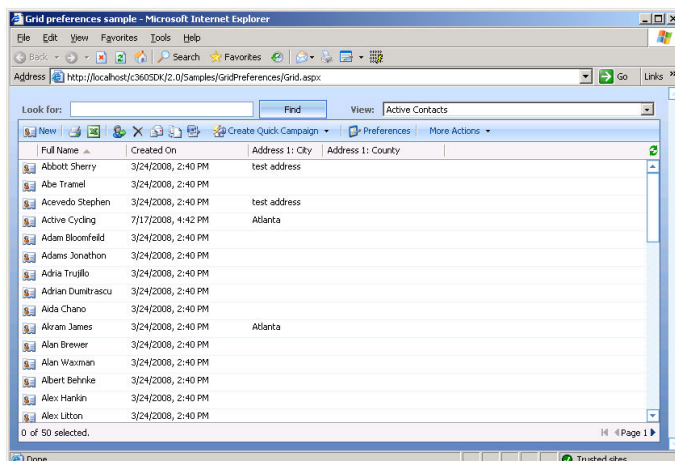 Grid preferences sample - Microsoft Internet Explorer
File Edit View Favorites Tools Help
Back Search Favorites
Address http://localhost/c360SDK/2.0/Samples/GridPreferences/Grid.aspx Go Links »
Look for: Find View: Active Contacts
New Create Quick Campaign Preferences More Actions
Full Name Created On Address 1: City Address 1: County
Abbott Sherry 3/24/2008, 2:40 PM test address
Abe Tramel 3/24/2008, 2:40 PM
Acevedo Stephen 3/24/2008, 2:40 PM test address
Active Cycling 7/17/2008, 4:42 PM Atlanta
Adam Bloomfeild 3/24/2008, 2:40 PM
Adams Jonathon 3/24/2008, 2:40 PM
Adria Trujillo 3/24/2008, 2:40 PM
Adrian Dumitrascu 3/24/2008, 2:40 PM
Aida Chano 3/24/2008, 2:40 PM
Akram James 3/24/2008, 2:40 PM Atlanta
Alan Brewer 3/24/2008, 2:40 PM
Alan Waxman 3/24/2008, 2:40 PM
Albert Behnke 3/24/2008, 2:40 PM
Alex Hankin 3/24/2008, 2:40 PM
Alex Litton 3/24/2008, 2:40 PM
0 of 50 selected. Page 1
Done Trusted sites